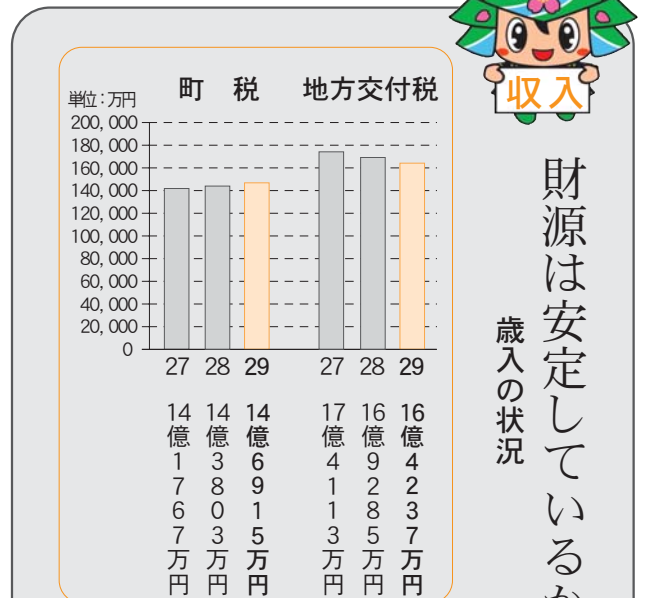 収入
財源は安定しているか
歳入の状況
町税 地方交付税
単位：万円
200,000
180,000
160,000
140,000
120,000
100,000
80,000
60,000
40,000
20,000
0
27 28 29 27 28 29
14億1767万円
14億3803万円
14億6915万円
17億4113万円
16億9285万円
16億4237万円